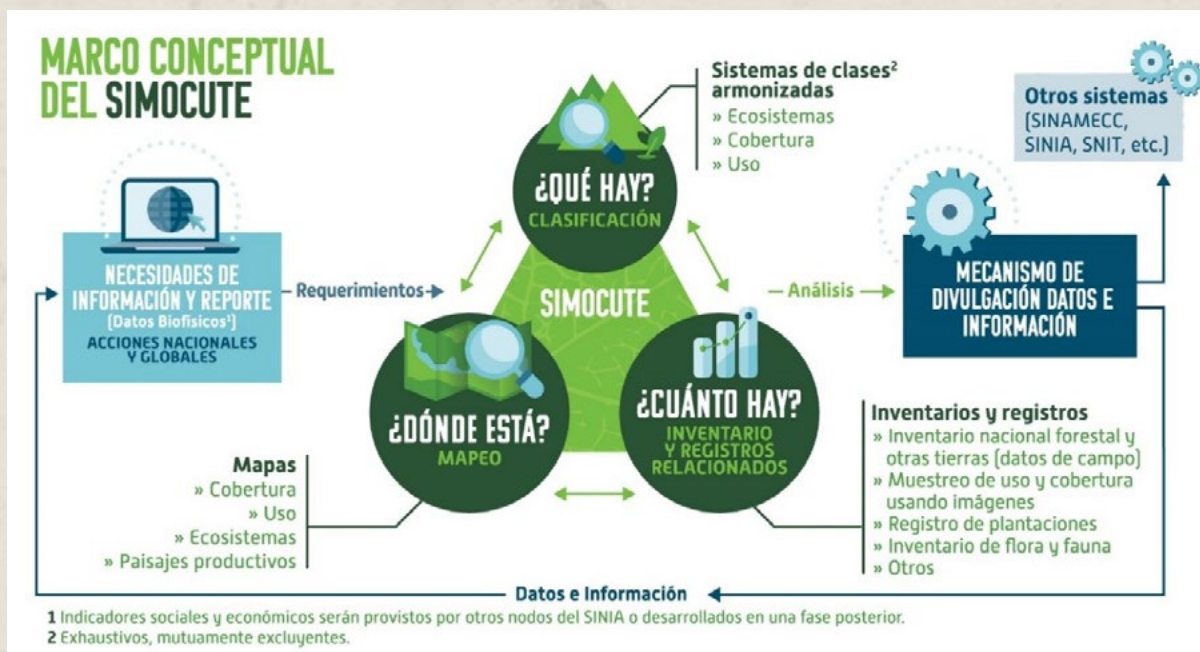 MARCO CONCEPTUAL
DEL SIMOCUTE
NECESIDADES DE
INFORMACIÓN Y REPORTE
(Datos Biofísicos¹)
ACCIONES NACIONALES
Y GLOBALES
Requerimientos
¿QUÉ HAY?
CLASIFICACIÓN
Sistemas de clases²
armonizadas
» Ecosistemas
» Cobertura
» Uso
SIMOCUTE
¿DÓNDE ESTÁ?
MAPEO
Mapas
» Cobertura
» Uso
» Ecosistemas
» Paisajes productivos
¿CUÁNTO HAY?
INVENTARIO
Y REGISTROS
RELACIONADOS
Inventarios y registros
» Inventario nacional forestal y
otras tierras (datos de campo)
» Muestreo de uso y cobertura
usando imágenes
» Registro de plantaciones
» Inventario de flora y fauna
» Otros
Análisis
MECANISMO DE
DIVULGACIÓN DATOS E
INFORMACIÓN
Otros sistemas
(SINAMECC,
SINIA, SNIT, etc.)
Datos e Información
1 Indicadores sociales y económicos serán provistos por otros nodos del SINIA o desarrollados en una fase posterior.
2 Exhaustivos, mutuamente excluyentes.